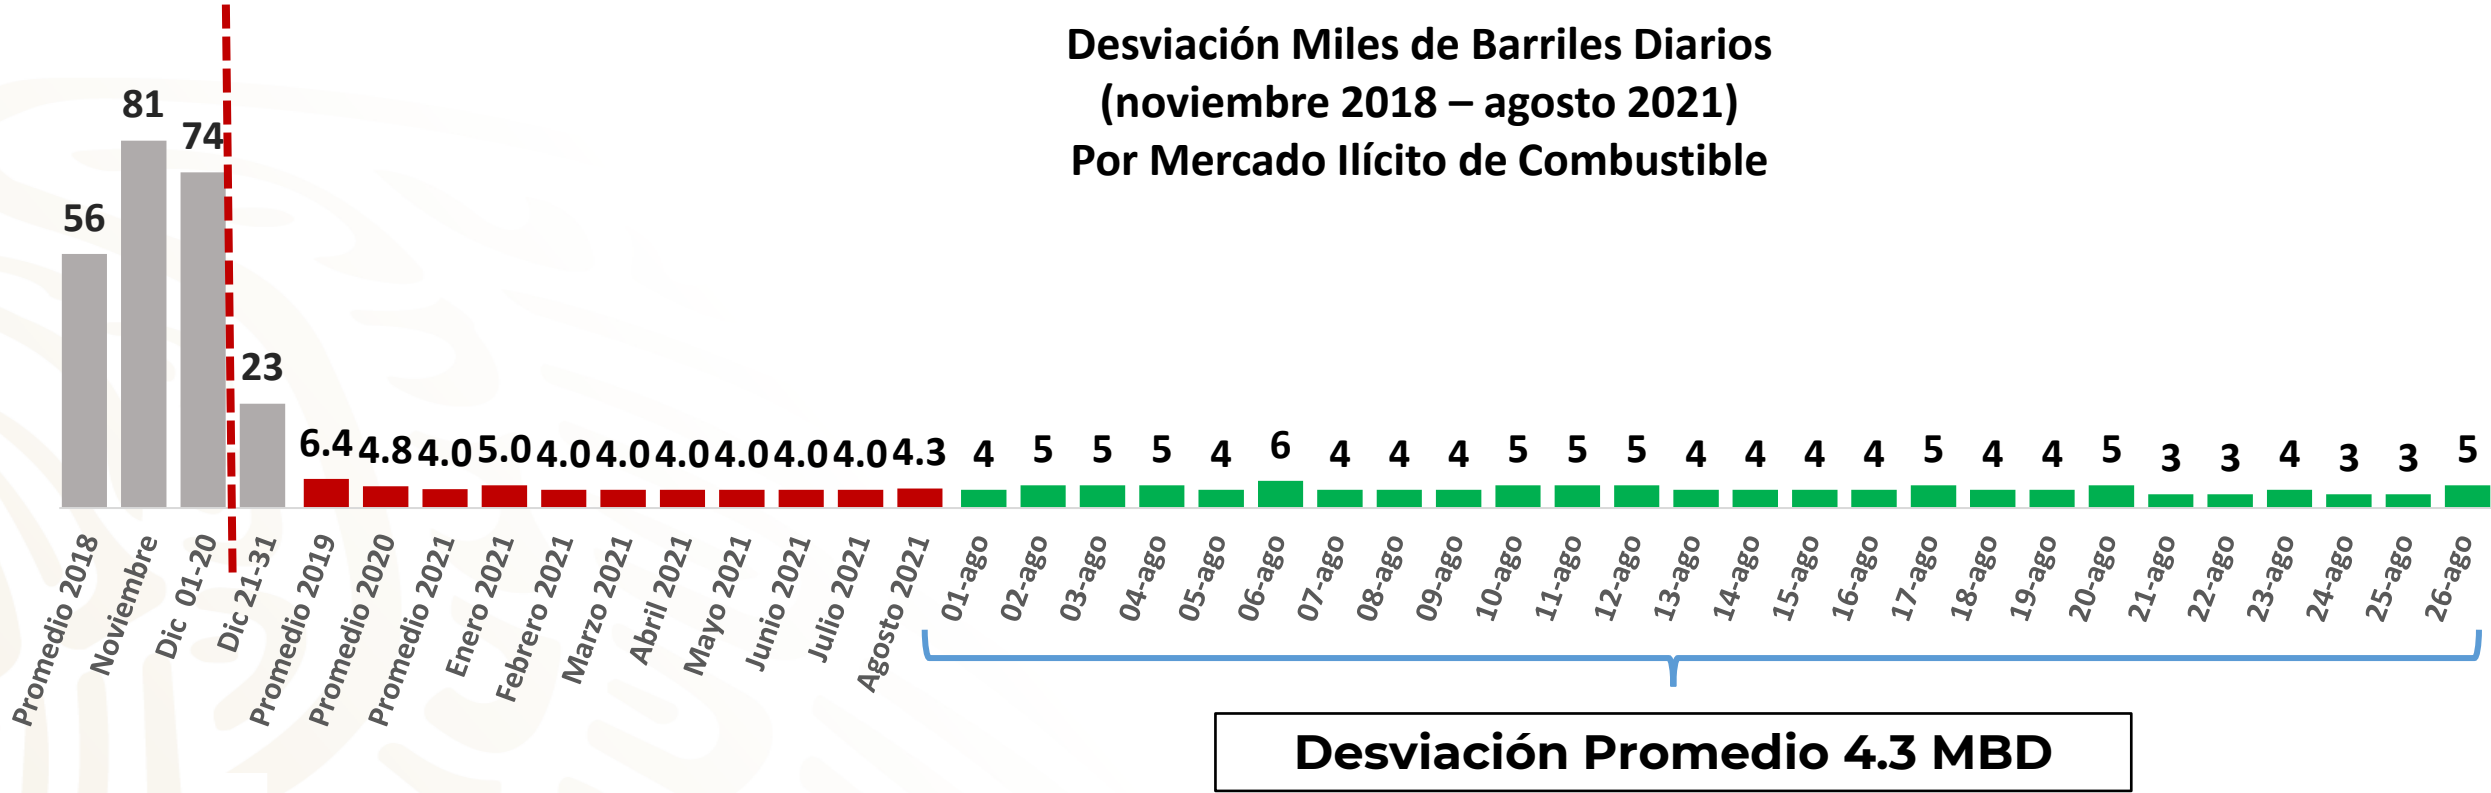 Desviación Miles de Barriles Diarios
(noviembre 2018 – agosto 2021)
Por Mercado Ilícito de Combustible
56
81
74
23
6.4
4.8
4.0
5.0
4.0
4.0
4.0
4.0
4.0
4.0
4.3
4
5
5
5
4
6
4
4
4
5
5
5
4
4
4
4
5
4
4
5
3
3
4
3
3
5
Promedio 2018
Noviembre
Dic 01-20
Dic 21-31
Promedio 2019
Promedio 2020
Promedio 2021
Enero 2021
Febrero 2021
Marzo 2021
Abril 2021
Mayo 2021
Junio 2021
Julio 2021
Agosto 2021
01-ago
02-ago
03-ago
04-ago
05-ago
06-ago
07-ago
08-ago
09-ago
10-ago
11-ago
12-ago
13-ago
14-ago
15-ago
16-ago
17-ago
18-ago
19-ago
20-ago
21-ago
22-ago
23-ago
24-ago
25-ago
26-ago
Desviación Promedio 4.3 MBD